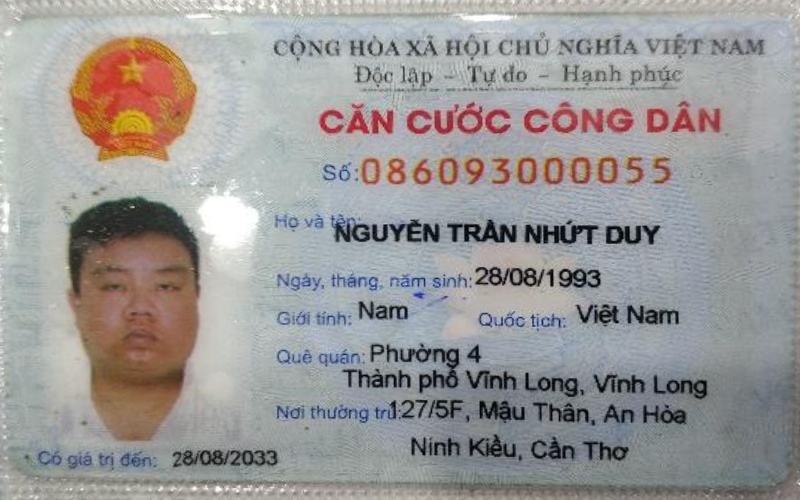 CỘNG HÒA XÃ HỘI CHỦ NGHĨA VIỆT NAM
Độc lập - Tự do - Hạnh phúc
CĂN CƯỚC CÔNG DÂN
Số: 086093000055
Họ và tên: NGUYỄN TRẦN NHỨT DUY
Ngày, tháng, năm sinh: 28/08/1993
Giới tính: Nam Quốc tịch: Việt Nam
Quê quán: Phường 4
Thành phố Vĩnh Long, Vĩnh Long
Nơi thường trú: 127/5F, Mậu Thân, An Hòa
Ninh Kiều, Cần Thơ
Có giá trị đến: 28/08/2033